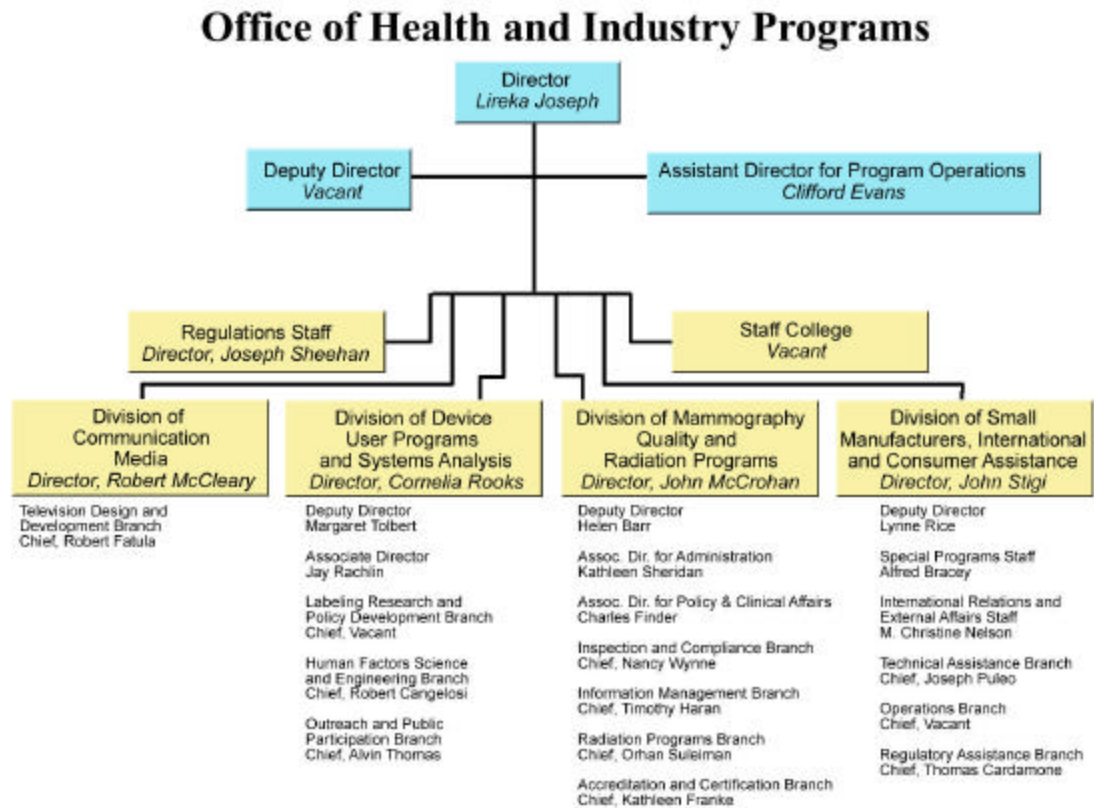 Office of Health and Industry Programs
Director
Lireka Joseph
Deputy Director
Vacant
Assistant Director for Program Operations
Clifford Evans
Regulations Staff
Director, Joseph Sheehan
Staff College
Vacant
Division of
Communication
Media
Director, Robert McCleary
Television Design and
Development Branch
Chief, Robert Fatula
Division of Device
User Programs
and Systems Analysis
Director, Cornelia Rooks
Deputy Director
Margaret Tolbert
Associate Director
Jay Rachlin
Labeling Research and
Policy Development Branch
Chief, Vacant
Human Factors Science
and Engineering Branch
Chief, Robert Cangelosi
Outreach and Public
Participation Branch
Chief, Alvin Thomas
Division of Mammography
Quality and
Radiation Programs
Director, John McCrohan
Deputy Director
Helen Barr
Assoc. Dir. for Administration
Kathleen Sheridan
Assoc. Dir. for Policy & Clinical Affairs
Charles Finder
Inspection and Compliance Branch
Chief, Nancy Wynne
Information Management Branch
Chief, Timothy Haran
Radiation Programs Branch
Chief, Orhan Suleiman
Accreditation and Certification Branch
Chief, Kathleen Franke
Division of Small
Manufacturers, International
and Consumer Assistance
Director, John Stigi
Deputy Director
Lynne Rice
Special Programs Staff
Alfred Bracey
International Relations and
External Affairs Staff
M. Christine Nelson
Technical Assistance Branch
Chief, Joseph Puleo
Operations Branch
Chief, Vacant
Regulatory Assistance Branch
Chief, Thomas Cardamone